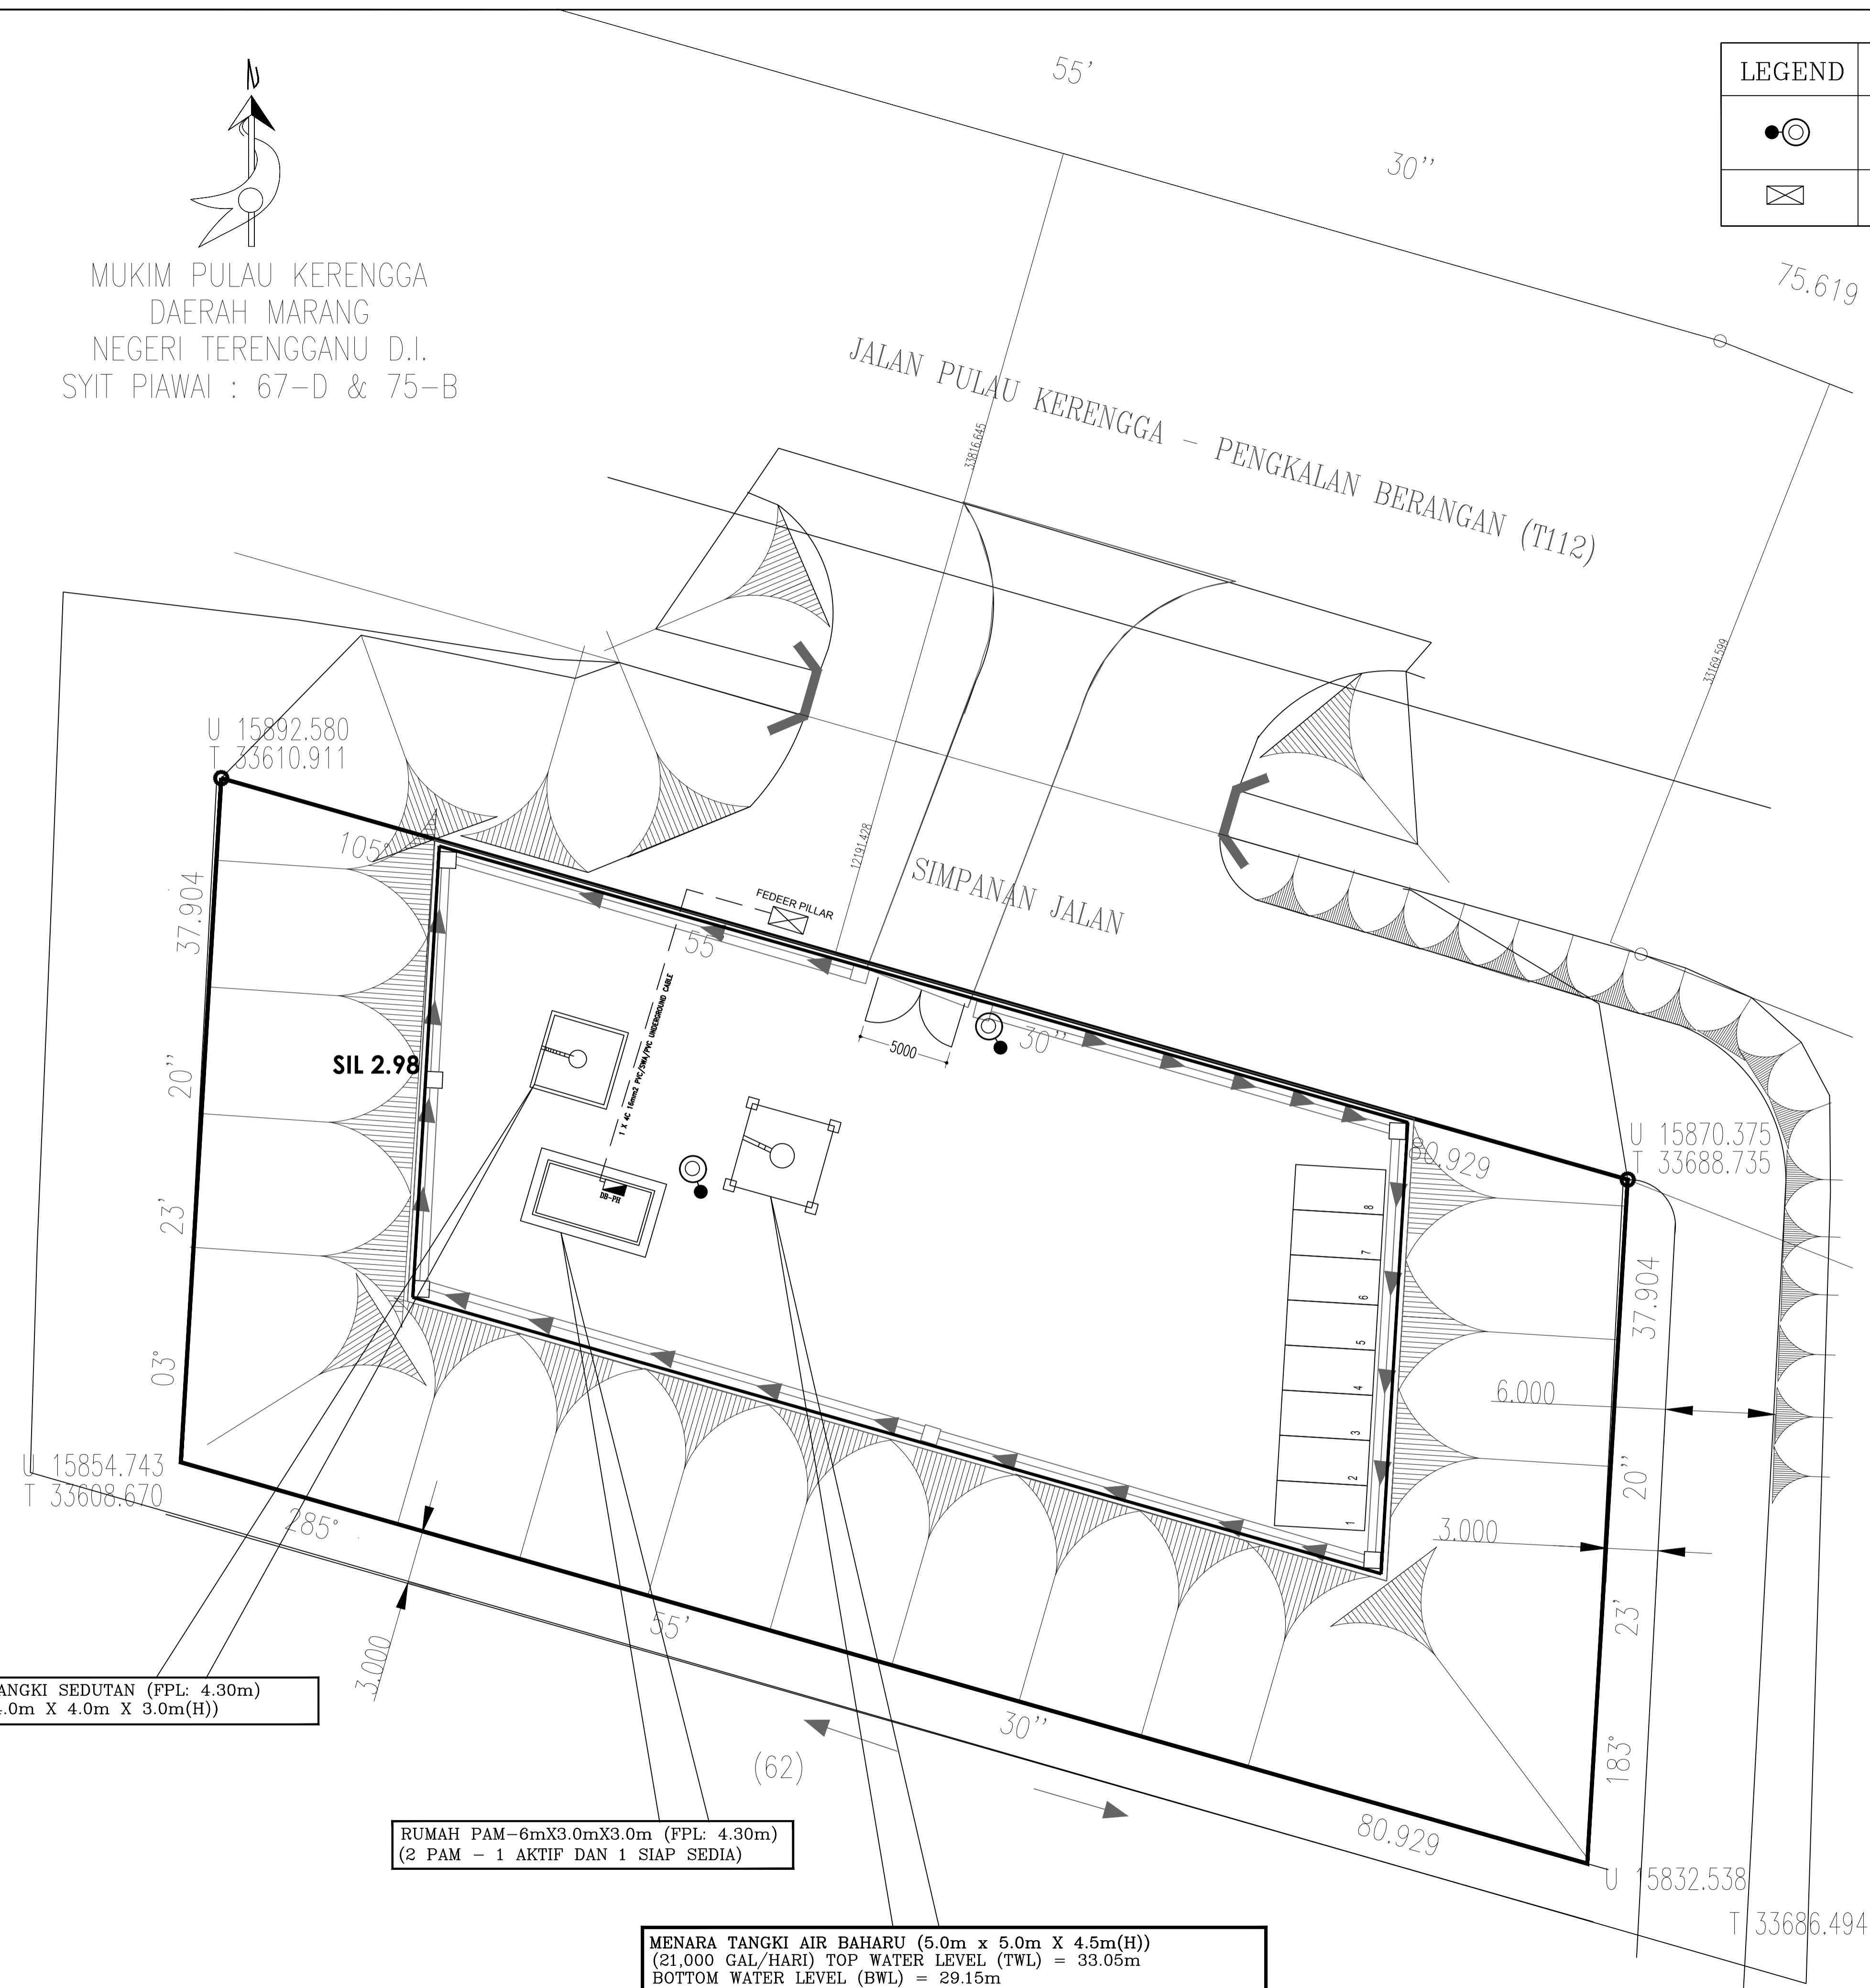 N
MUKIM PULAU KERENGGA
DAERAH MARANG
NEGERI TERENGGANU D.I.
SYIT PIAWAI : 67-D & 75-B
55'
30''
75.619
LEGEND
JALAN PULAU KERENGGA - PENGKALAN BERANGAN (T112)
33816.645
33169.599
12191.428
SIMPANAN JALAN
U 15892.580
T 33610.911
105°
55'
30''
80.929
FEDEER PILLAR
1 X 4C 16mm2 PVC/SWA/PVC UNDERGROUND CABLE
5000
SIL 2.98
DB-PH
37.904
20''
23'
03°
U 15870.375
T 33688.735
8
7
6
5
4
3
2
1
37.904
6.000
20''
3.000
23'
183°
U 15854.743
T 33608.670
285°
55'
30''
80.929
3.000
(62)
U 15832.538
T 33686.494
ANGKI SEDUTAN (FPL: 4.30m)
.0m X 4.0m X 3.0m(H))
RUMAH PAM-6mX3.0mX3.0m (FPL: 4.30m)
(2 PAM - 1 AKTIF DAN 1 SIAP SEDIA)
MENARA TANGKI AIR BAHARU (5.0m x 5.0m X 4.5m(H))
(21,000 GAL/HARI) TOP WATER LEVEL (TWL) = 33.05m
BOTTOM WATER LEVEL (BWL) = 29.15m